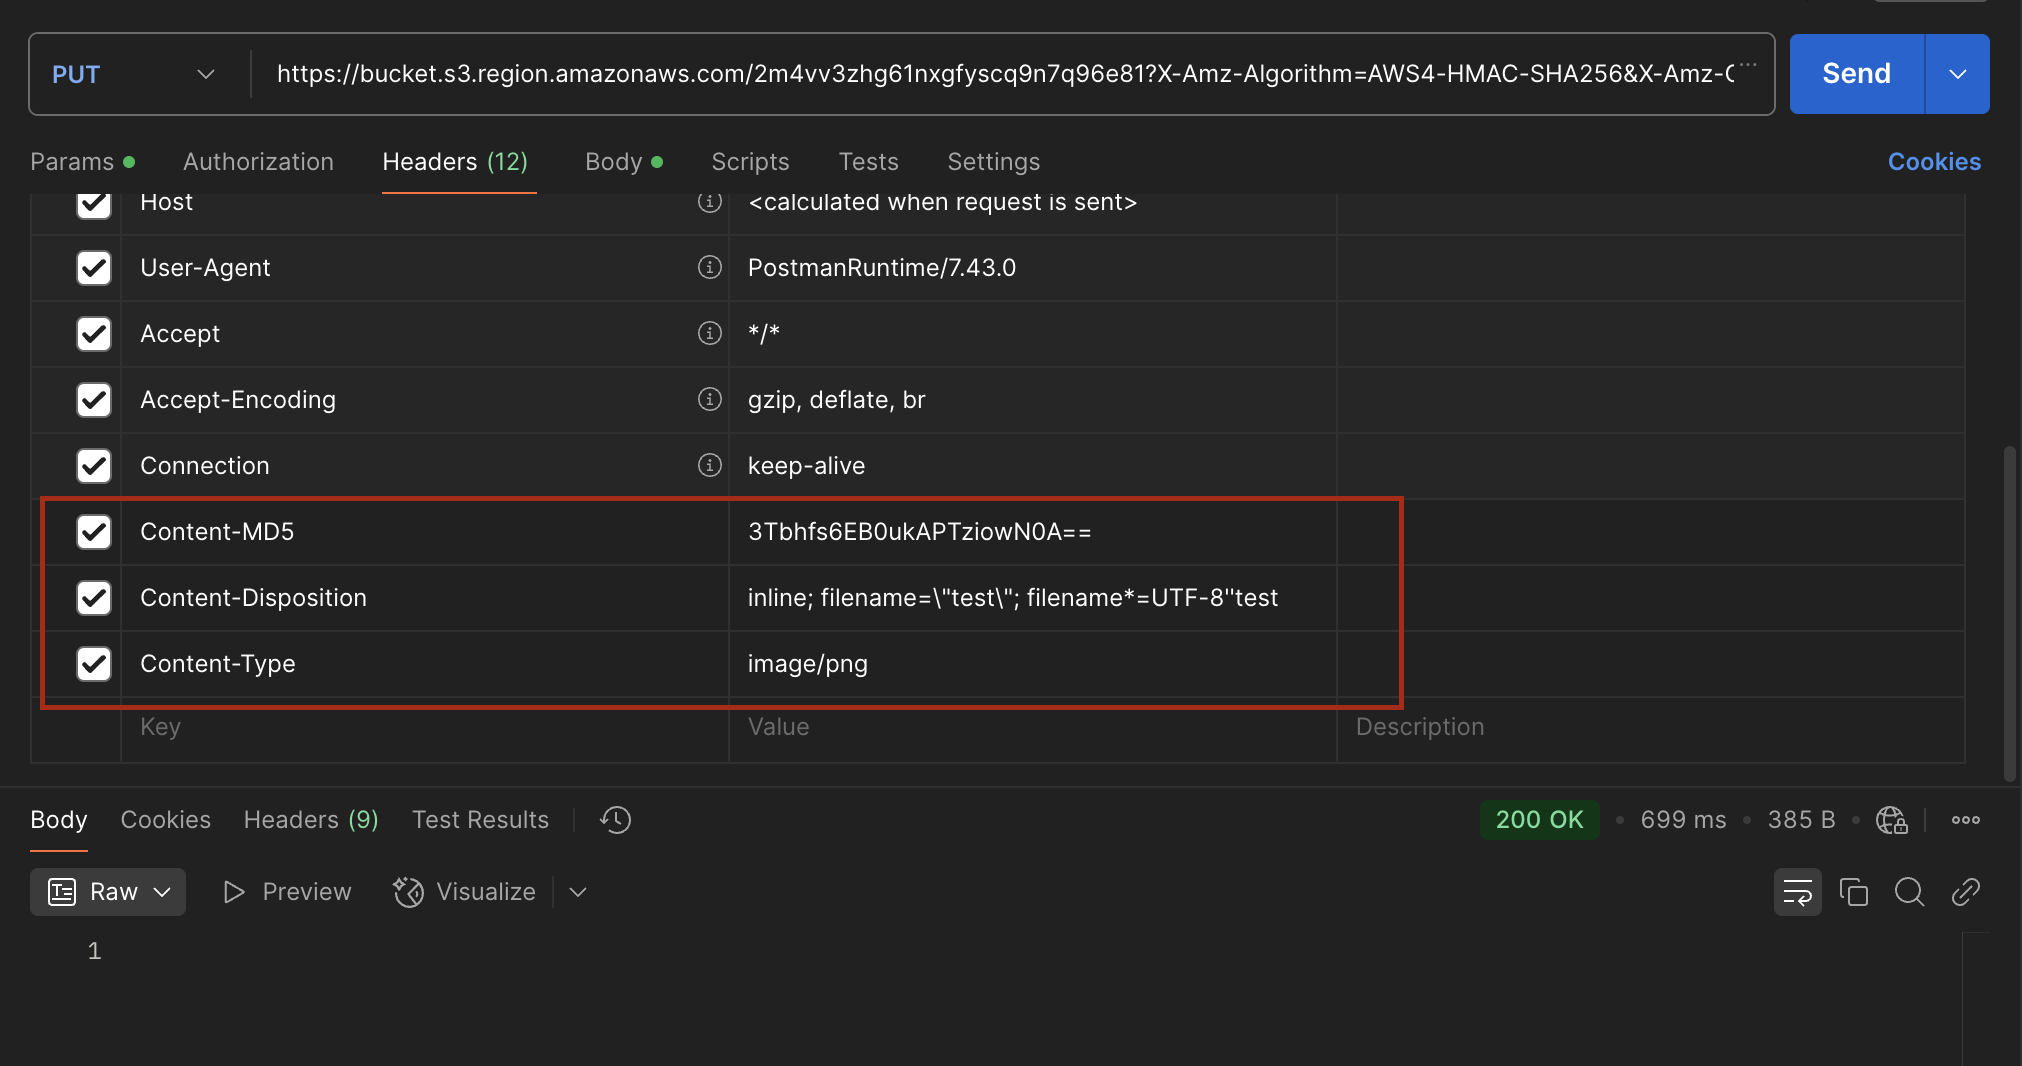 PUT https://bucket.s3.region.amazonaws.com/2m4vv3zhg61nxgfyscq9n7q96e81?X-Amz-Algorithm=AWS4-HMAC-SHA256&X-Amz-C ... Send
Params Authorization Headers (12) Body Scripts Tests Settings Cookies
Host <calculated when request is sent>
User-Agent PostmanRuntime/7.43.0
Accept */*
Accept-Encoding gzip, deflate, br
Connection keep-alive
Content-MD5 3Tbhfs6EB0ukAPTziowN0A==
Content-Disposition inline; filename=\"test\"; filename*=UTF-8''test
Content-Type image/png
Key Value Description
Body Cookies Headers (9) Test Results 200 OK • 699 ms • 385 B •
Raw Preview Visualize
1